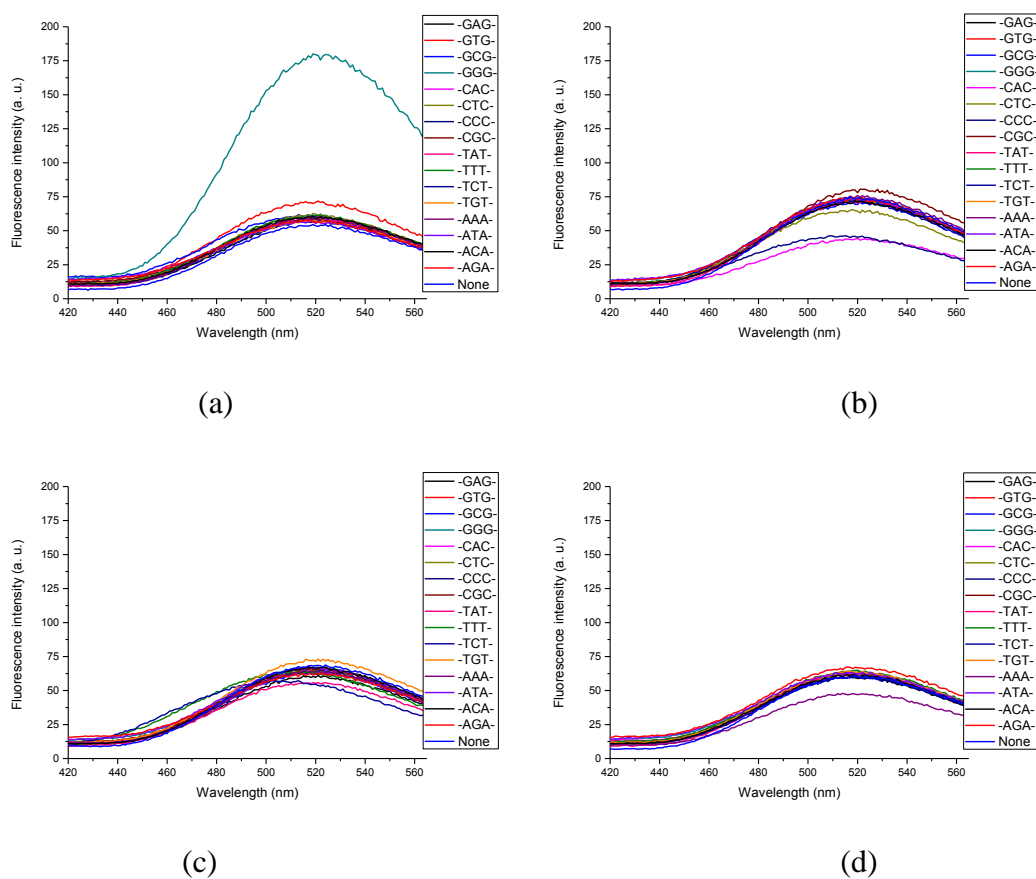 200
175
150
125
100
75
50
25
0
420 440 460 480 500 520 540 560
Fluorescence intensity (a. u.)
Wavelength (nm)
-GAG-
-GTG-
-GCG-
-GGG-
-CAC-
-CTC-
-CCC-
-CGC-
-TAT-
-TTT-
-TCT-
-TGT-
-AAA-
-ATA-
-ACA-
-AGA-
None
(a)
200
175
150
125
100
75
50
25
0
420 440 460 480 500 520 540 560
Fluorescence intensity (a. u.)
Wavelength (nm)
-GAG-
-GTG-
-GCG-
-GGG-
-CAC-
-CTC-
-CCC-
-CGC-
-TAT-
-TTT-
-TCT-
-TGT-
-AAA-
-ATA-
-ACA-
-AGA-
None
(b)
200
175
150
125
100
75
50
25
0
420 440 460 480 500 520 540 560
Fluorescence intensity (a. u.)
Wavelength (nm)
-GAG-
-GTG-
-GCG-
-GGG-
-CAC-
-CTC-
-CCC-
-CGC-
-TAT-
-TTT-
-TCT-
-TGT-
-AAA-
-ATA-
-ACA-
-AGA-
None
(c)
200
175
150
125
100
75
50
25
0
420 440 460 480 500 520 540 560
Fluorescence intensity (a. u.)
Wavelength (nm)
-GAG-
-GTG-
-GCG-
-GGG-
-CAC-
-CTC-
-CCC-
-CGC-
-TAT-
-TTT-
-TCT-
-TGT-
-AAA-
-ATA-
-ACA-
-AGA-
None
(d)